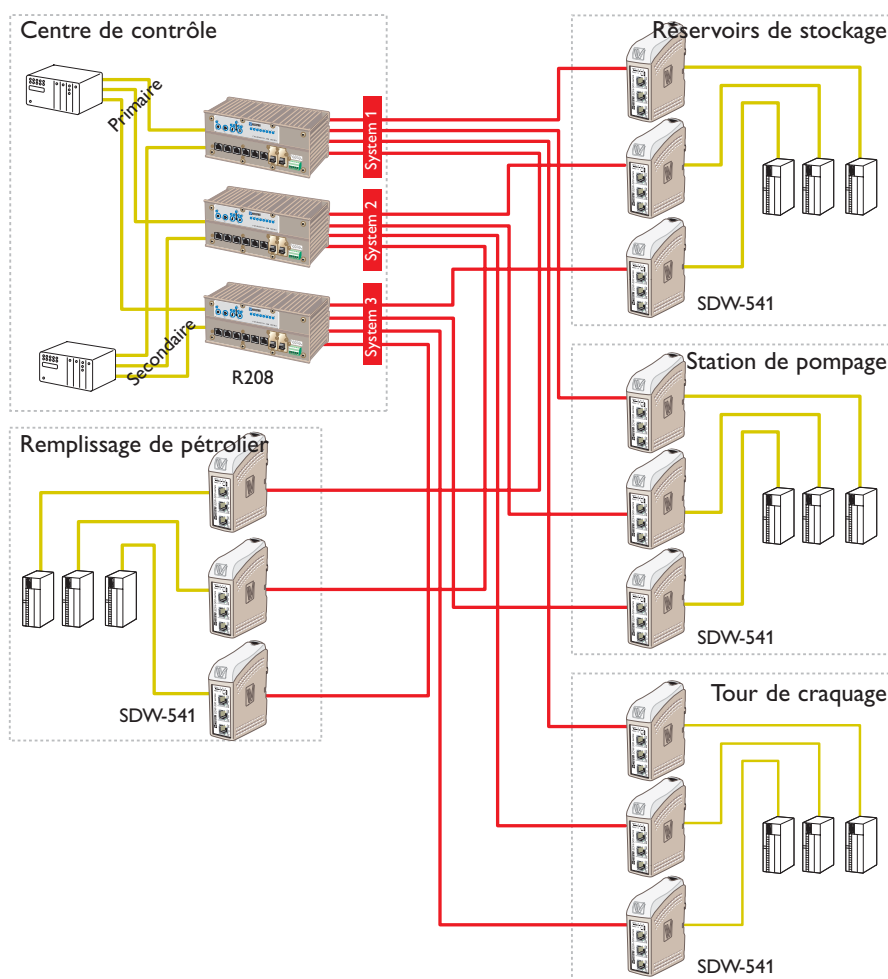 Centre de contrôle
Primaire
System 1
System 2
System 3
Secondaire
R208
Réservoirs de stockage
SDW-541
Station de pompage
SDW-541
Remplissage de pétrolier
SDW-541
Tour de craquage
SDW-541